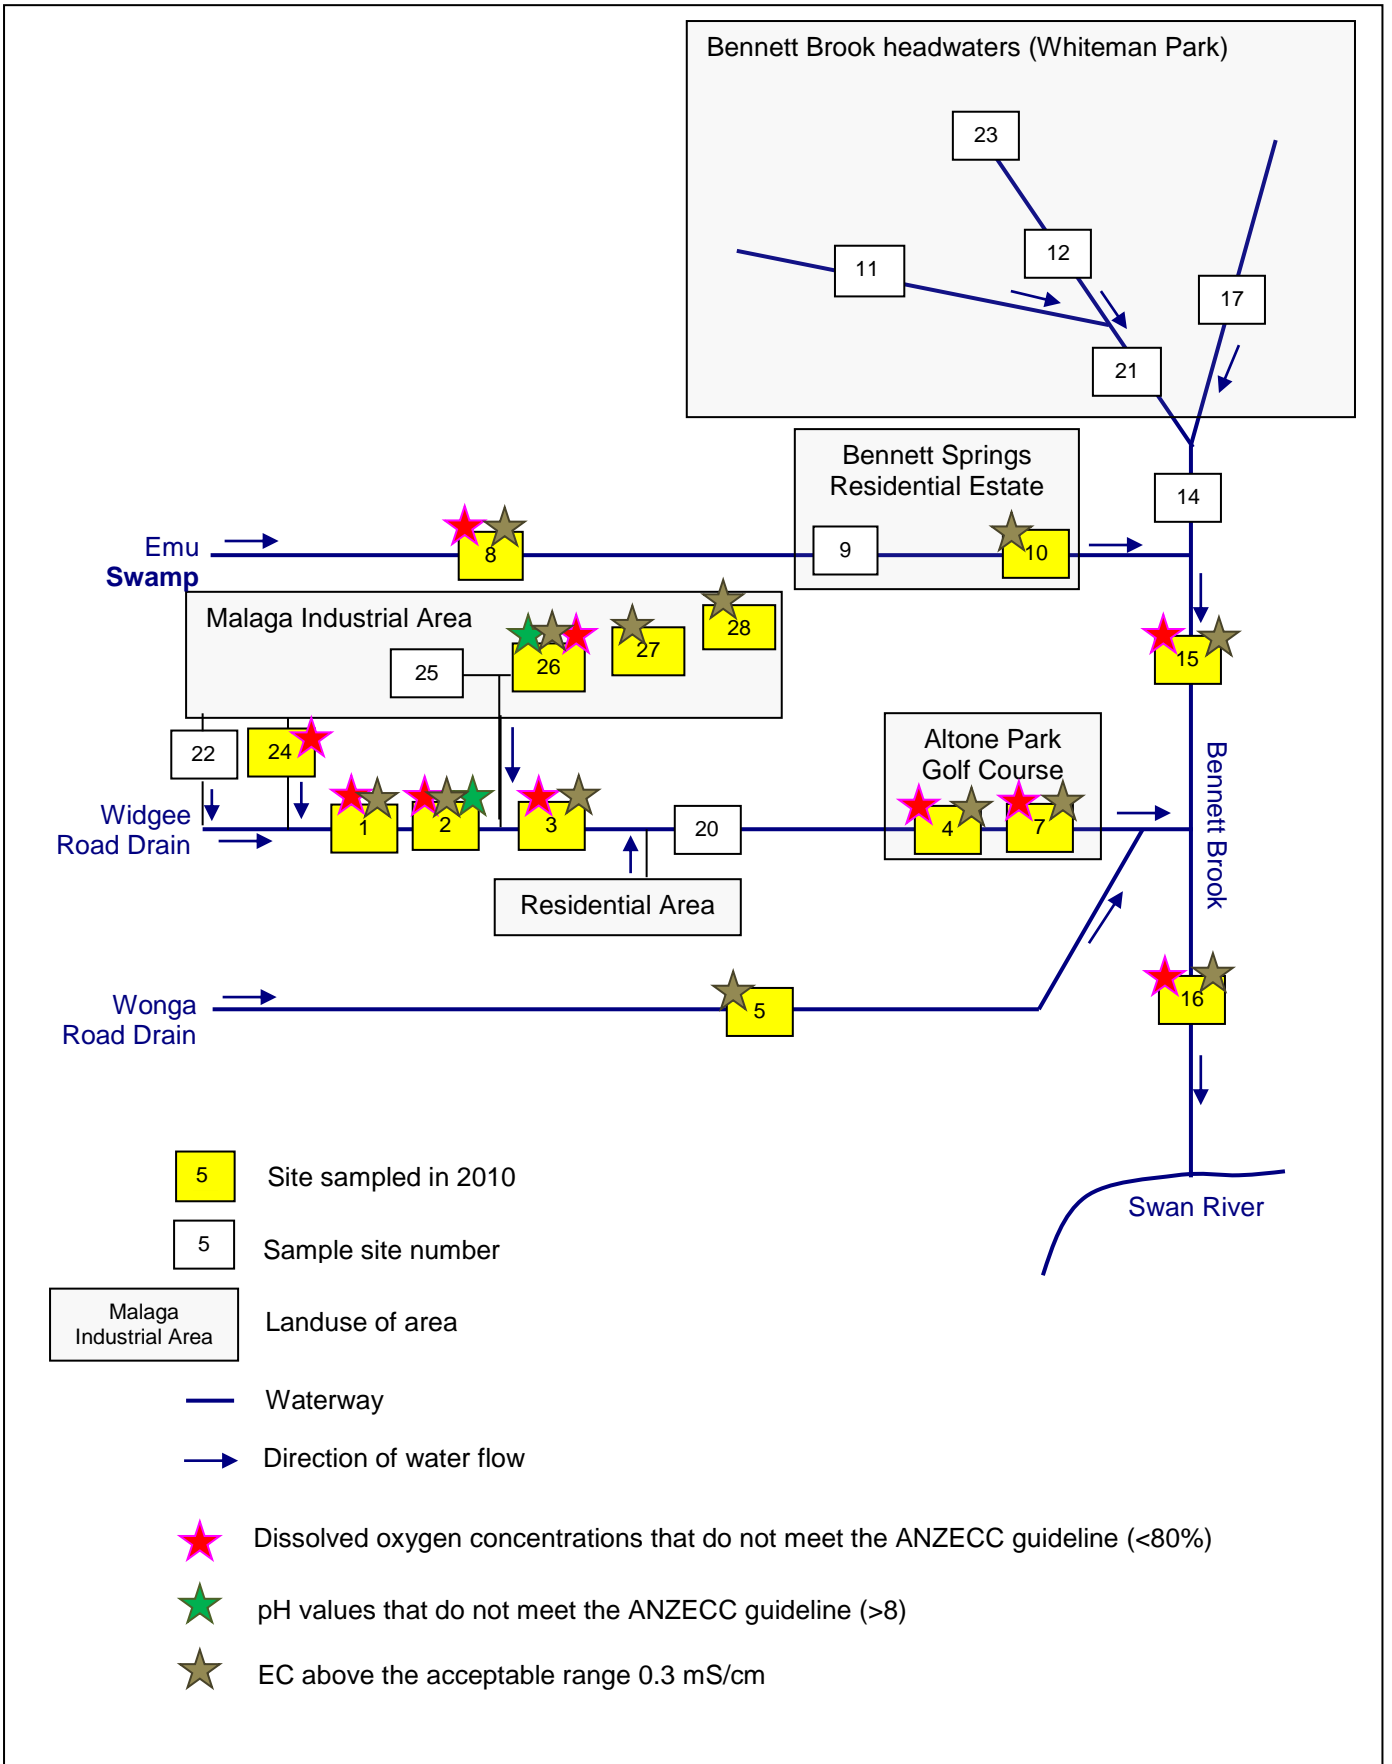 Bennett Brook headwaters (Whiteman Park)
23
12
11
17
21
Bennett Springs
Residential Estate
14
Emu
Swamp
8
9
10
Malaga Industrial Area
28
27
26
25
15
22
24
Altone Park
Golf Course
Bennett Brook
Widgee
Road Drain
1
2
3
20
4
7
Residential Area
Wonga
Road Drain
5
16
5
Site sampled in 2010
Swan River
5
Sample site number
Malaga
Industrial Area
Landuse of area
Waterway
Direction of water flow
Dissolved oxygen concentrations that do not meet the ANZECC guideline (<80%)
pH values that do not meet the ANZECC guideline (>8)
EC above the acceptable range 0.3 mS/cm